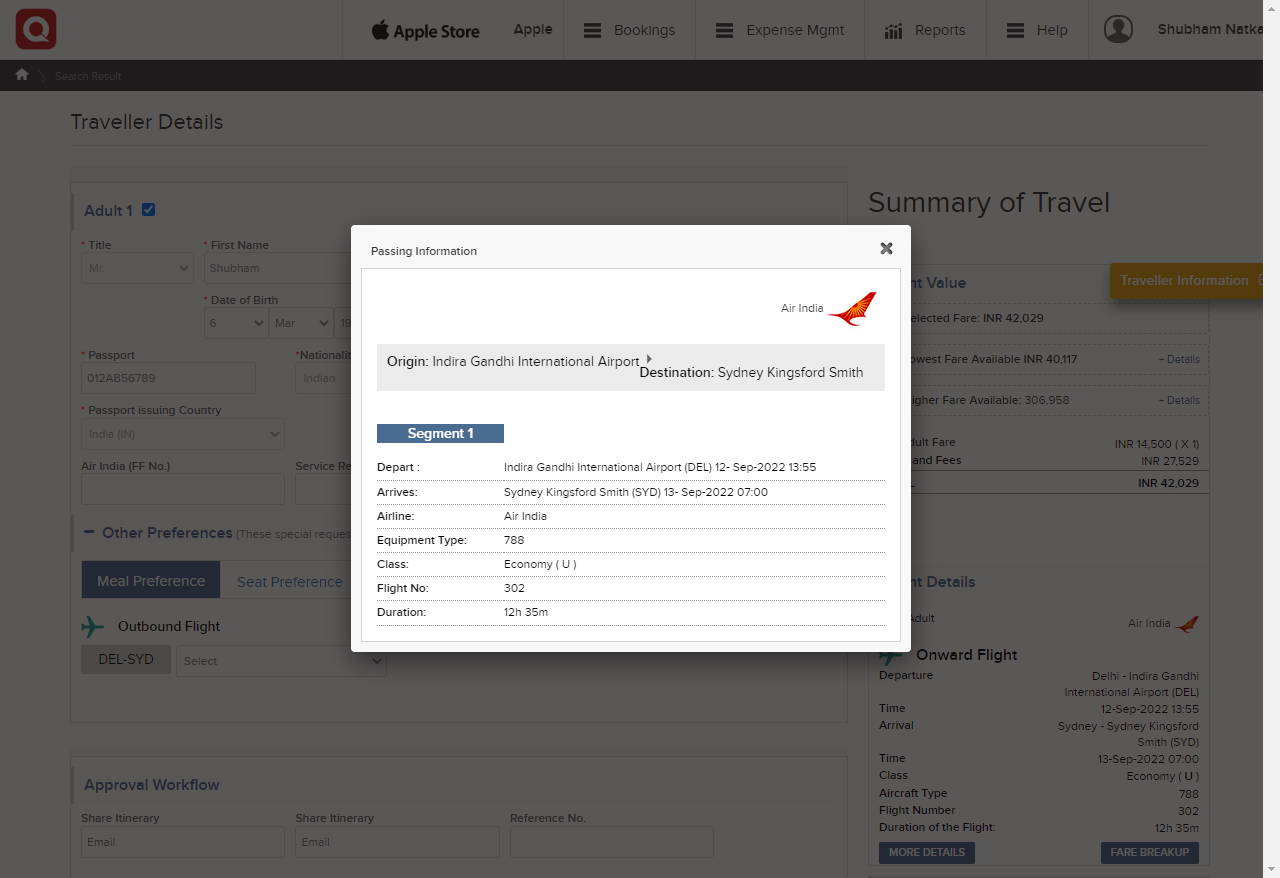 Apple Store
Apple
Bookings
Expense Mgmt
Reports
Help
Shubham Natka
Search Result
Traveller Details
Adult 1
* Title
* First Name
Mr.
Shubham
* Date of Birth
6
Mar
19
* Passport
*Nationalit
012AB56789
Indian
* Passport issuing Country
India (IN)
Air India (FF No.)
Service Re
Other Preferences (These special reques
Meal Preference
Seat Preference
Outbound Flight
DEL-SYD
Select
Approval Workflow
Share Itinerary
Share Itinerary
Reference No.
Email
Email
Passing Information
Air India
Origin: Indira Gandhi International Airport
Destination: Sydney Kingsford Smith
Segment 1
Depart : Indira Gandhi International Airport (DEL) 12- Sep-2022 13:55
Arrives: Sydney Kingsford Smith (SYD) 13- Sep-2022 07:00
Airline: Air India
Equipment Type: 788
Class: Economy ( U )
Flight No: 302
Duration: 12h 35m
Summary of Travel
nt Value
Traveller Information
elected Fare: INR 42,029
owest Fare Available INR 40,117 – Details
igher Fare Available: 306,958 – Details
dult Fare INR 14,500 ( X 1)
and Fees INR 27,529
INR 42,029
nt Details
Adult
Air India
Onward Flight
Departure Delhi - Indira Gandhi
International Airport (DEL)
Time 12-Sep-2022 13:55
Arrival Sydney - Sydney Kingsford
Smith (SYD)
Time 13-Sep-2022 07:00
Class Economy ( U )
Aircraft Type 788
Flight Number 302
Duration of the Flight: 12h 35m
MORE DETAILS
FARE BREAKUP